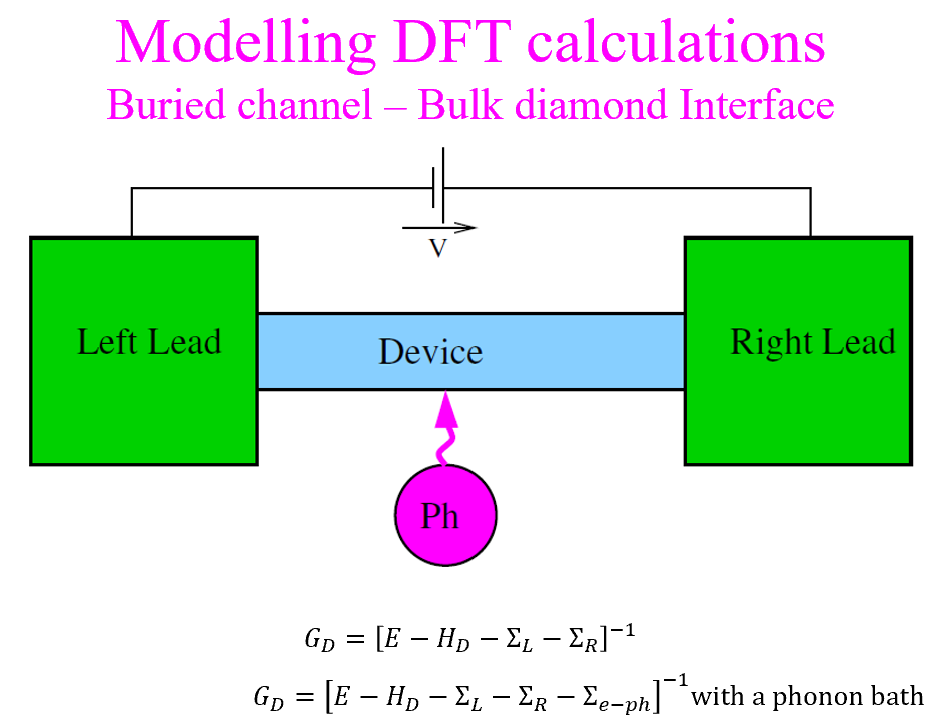 Modelling DFT calculations
Buried channel – Bulk diamond Interface
V
Left Lead
Device
Right Lead
Ph
G_D = [E − H_D − Σ_L − Σ_R]^{−1}
G_D = [E − H_D − Σ_L − Σ_R − Σ_{e−ph}]^{−1} with a phonon bath